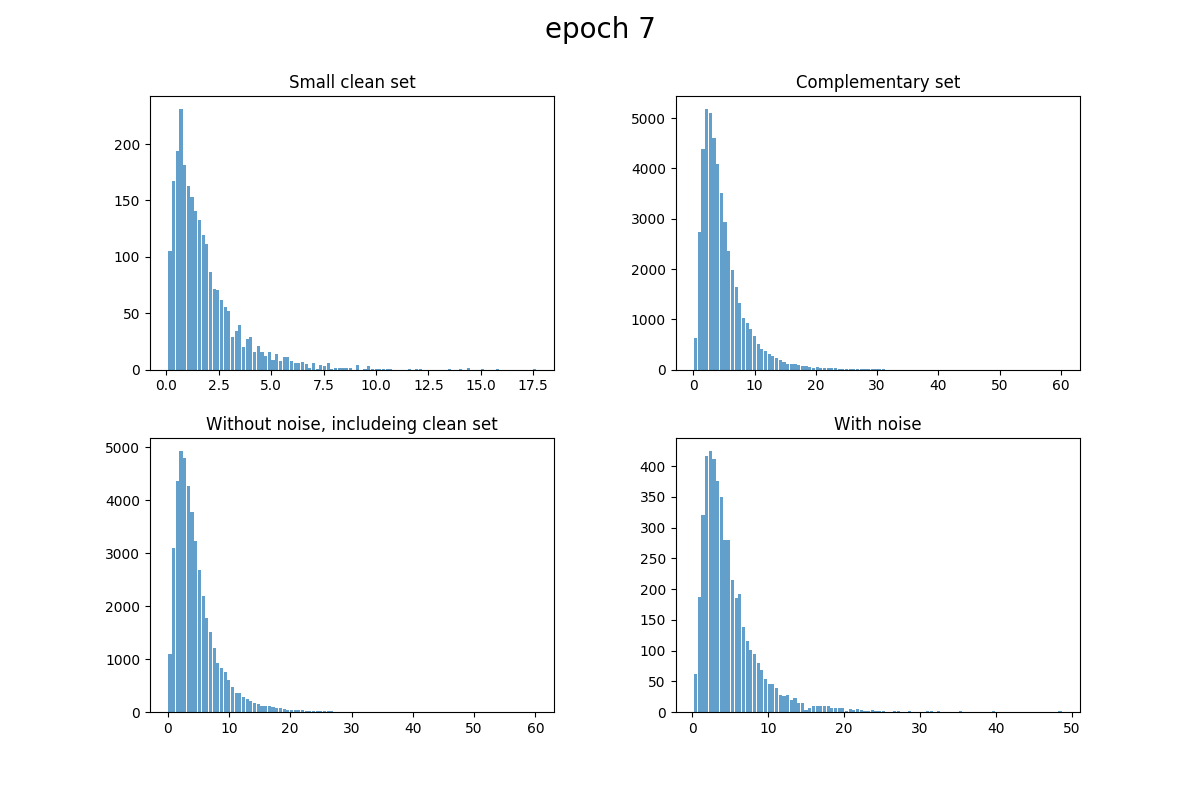 epoch 7
Small clean set
200
150
100
50
0
0.0 2.5 5.0 7.5 10.0 12.5 15.0 17.5
Complementary set
5000
4000
3000
2000
1000
0
0 10 20 30 40 50 60
Without noise, includeing clean set
5000
4000
3000
2000
1000
0
0 10 20 30 40 50 60
With noise
400
350
300
250
200
150
100
50
0
0 10 20 30 40 50